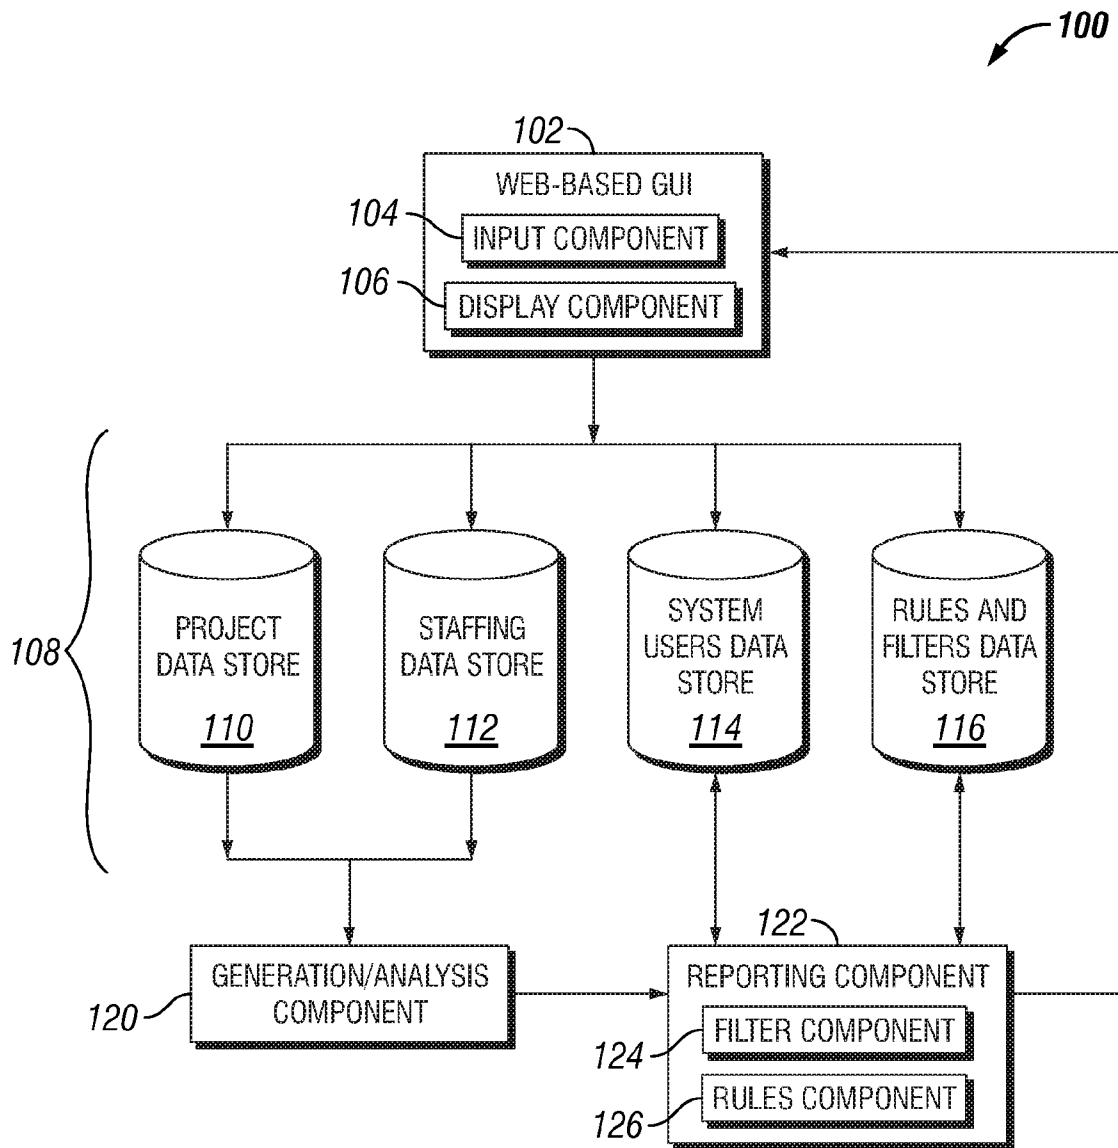 100
102
WEB-BASED GUI
104
INPUT COMPONENT
106
DISPLAY COMPONENT
108
PROJECT
DATA STORE
110
STAFFING
DATA STORE
112
SYSTEM
USERS DATA
STORE
114
RULES AND
FILTERS DATA
STORE
116
120
GENERATION/ANALYSIS
COMPONENT
122
REPORTING COMPONENT
124
FILTER COMPONENT
126
RULES COMPONENT